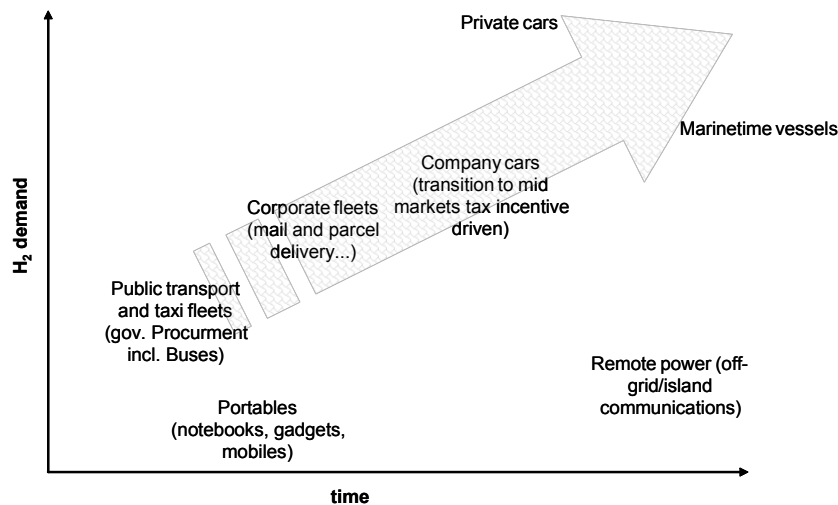 Private cars
Marinetime vessels
Company cars
(transition to mid
markets tax incentive
driven)
Corporate fleets
(mail and parcel
delivery...)
Public transport
and taxi fleets
(gov. Procurment
incl. Buses)
Remote power (off-
grid/island
communications)
Portables
(notebooks, gadgets,
mobiles)
H₂ demand
time